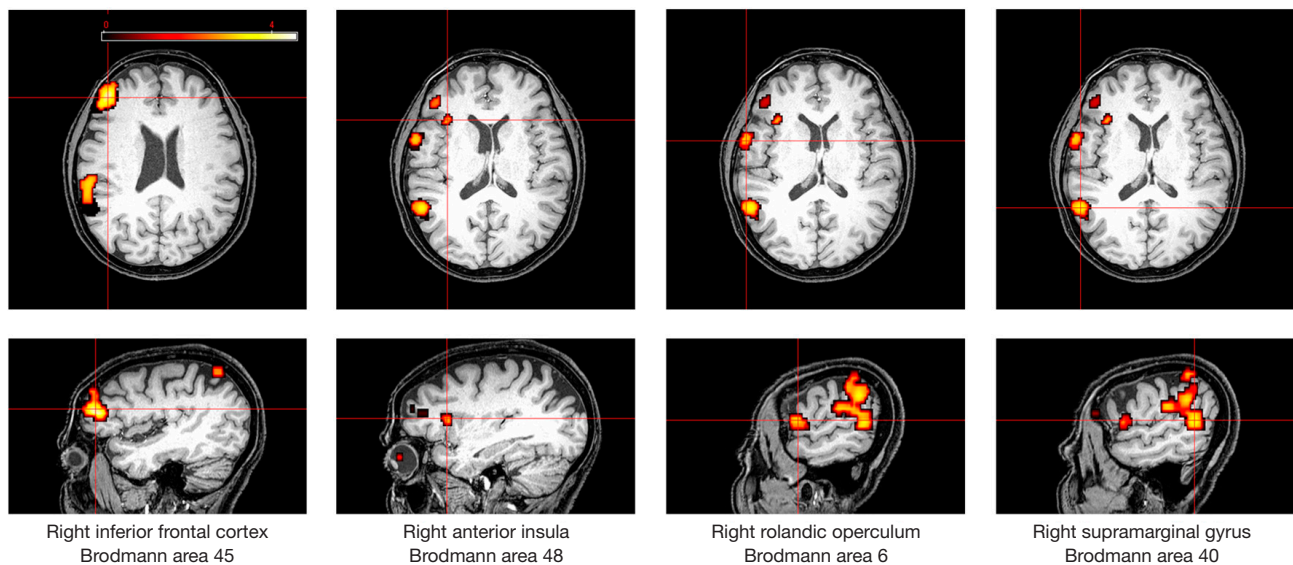 0 4
Right inferior frontal cortex
Brodmann area 45
Right anterior insula
Brodmann area 48
Right rolandic operculum
Brodmann area 6
Right supramarginal gyrus
Brodmann area 40